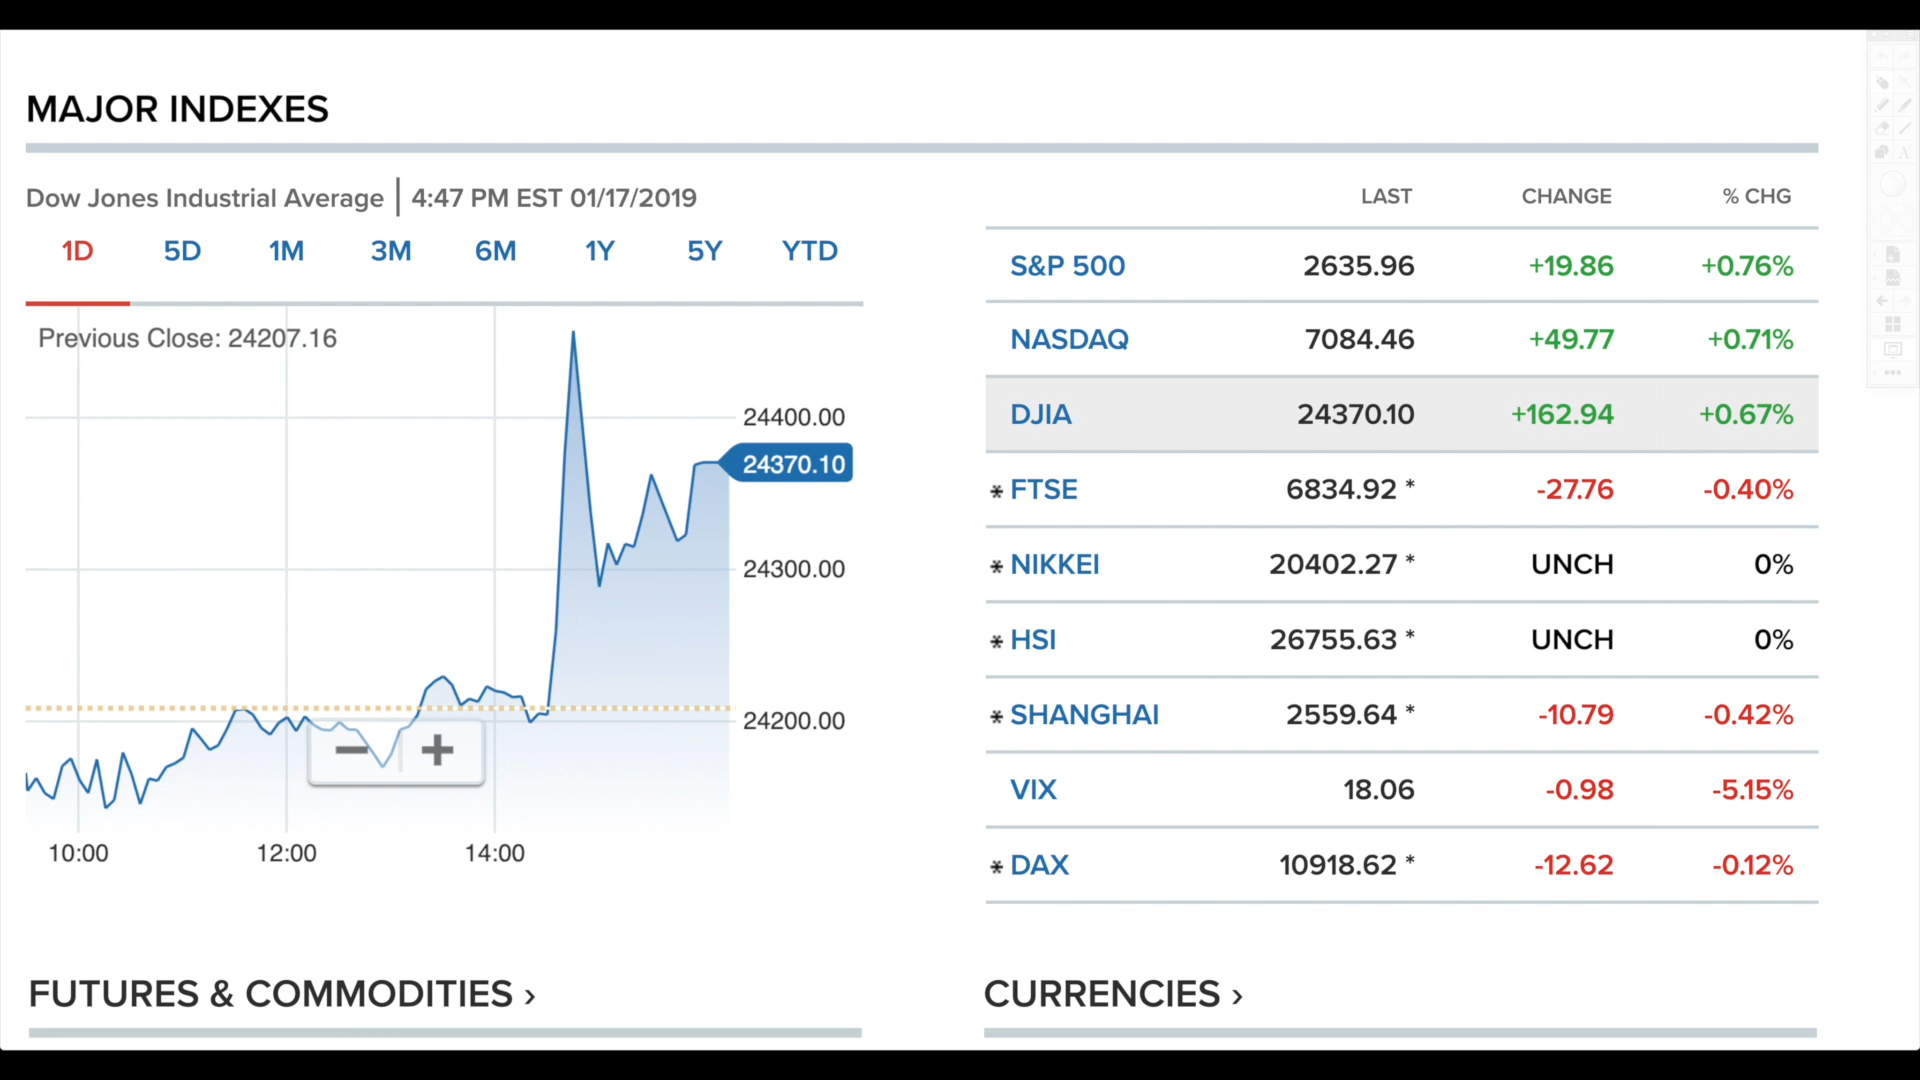 MAJOR INDEXES
Dow Jones Industrial Average | 4:47 PM EST 01/17/2019
1D 5D 1M 3M 6M 1Y 5Y YTD
Previous Close: 24207.16
24400.00
24370.10
24300.00
24200.00
− +
10:00 12:00 14:00
LAST CHANGE % CHG
S&P 500 2635.96 +19.86 +0.76%
NASDAQ 7084.46 +49.77 +0.71%
DJIA 24370.10 +162.94 +0.67%
* FTSE 6834.92 * -27.76 -0.40%
* NIKKEI 20402.27 * UNCH 0%
* HSI 26755.63 * UNCH 0%
* SHANGHAI 2559.64 * -10.79 -0.42%
VIX 18.06 -0.98 -5.15%
* DAX 10918.62 * -12.62 -0.12%
FUTURES & COMMODITIES ›
CURRENCIES ›